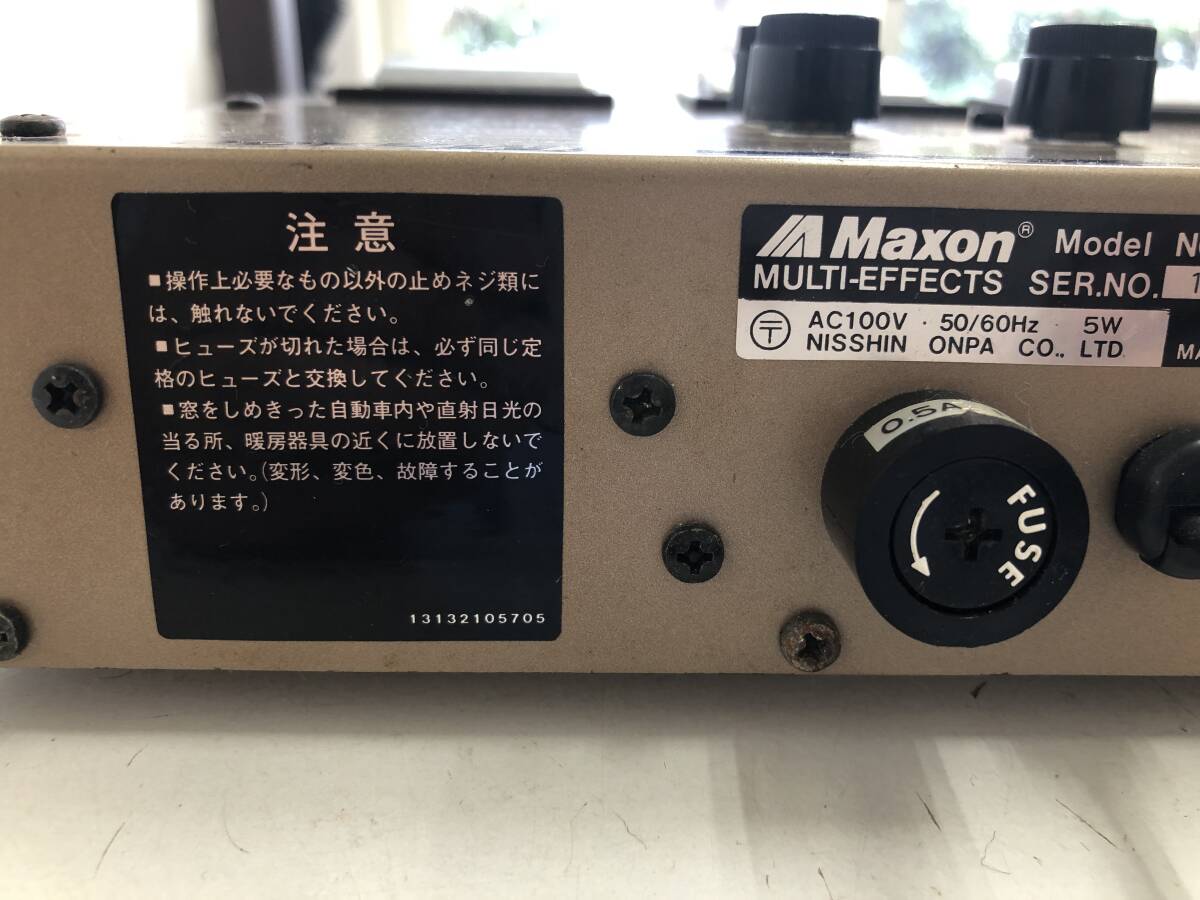 注意
■操作上必要なもの以外の止めネジ類に
は、触れないでください。
■ヒューズが切れた場合は、必ず同じ定
格のヒューズと交換してください。
■窓をしめきった自動車内や直射日光の
当る所、暖房器具の近くに放置しないで
ください。(変形、変色、故障することが
あります。)
13132105705
Maxon® Model
MULTI-EFFECTS SER.NO.
〒 AC100V · 50/60Hz · 5W
NISSHIN ONPA CO., LTD.
0.5A
FUSE